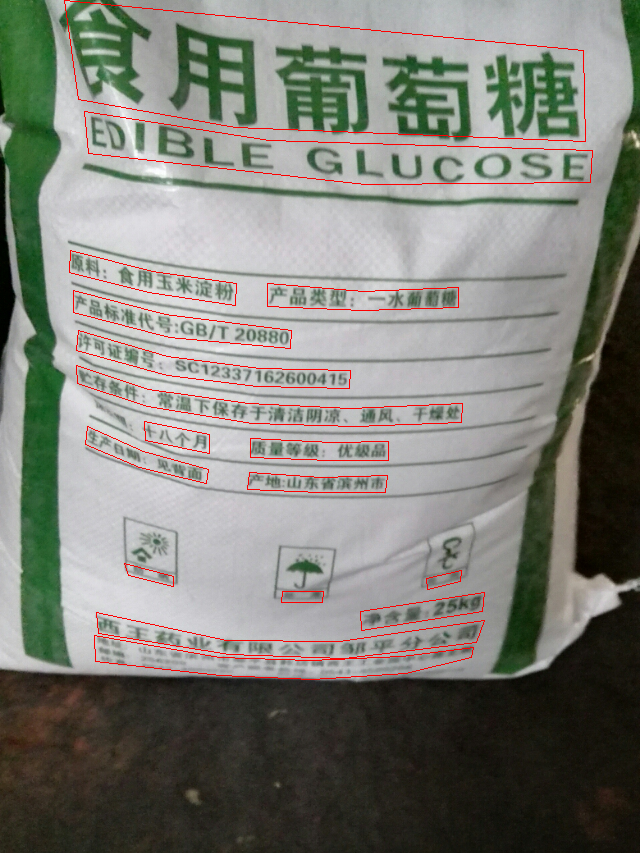 食用葡萄糖
EDIBLE GLUCOSE
原料：食用玉米淀粉 产品类型：一水葡萄糖
产品标准代号:GB/T 20880
许可证编号：SC12337162600415
贮存条件：常温下保存于清洁阴凉、通风、干燥处
十八个月 质量等级：优级品
生产日期：见背面 产地:山东省滨州市
净含量:25kg
西王药业有限公司邹平分公司